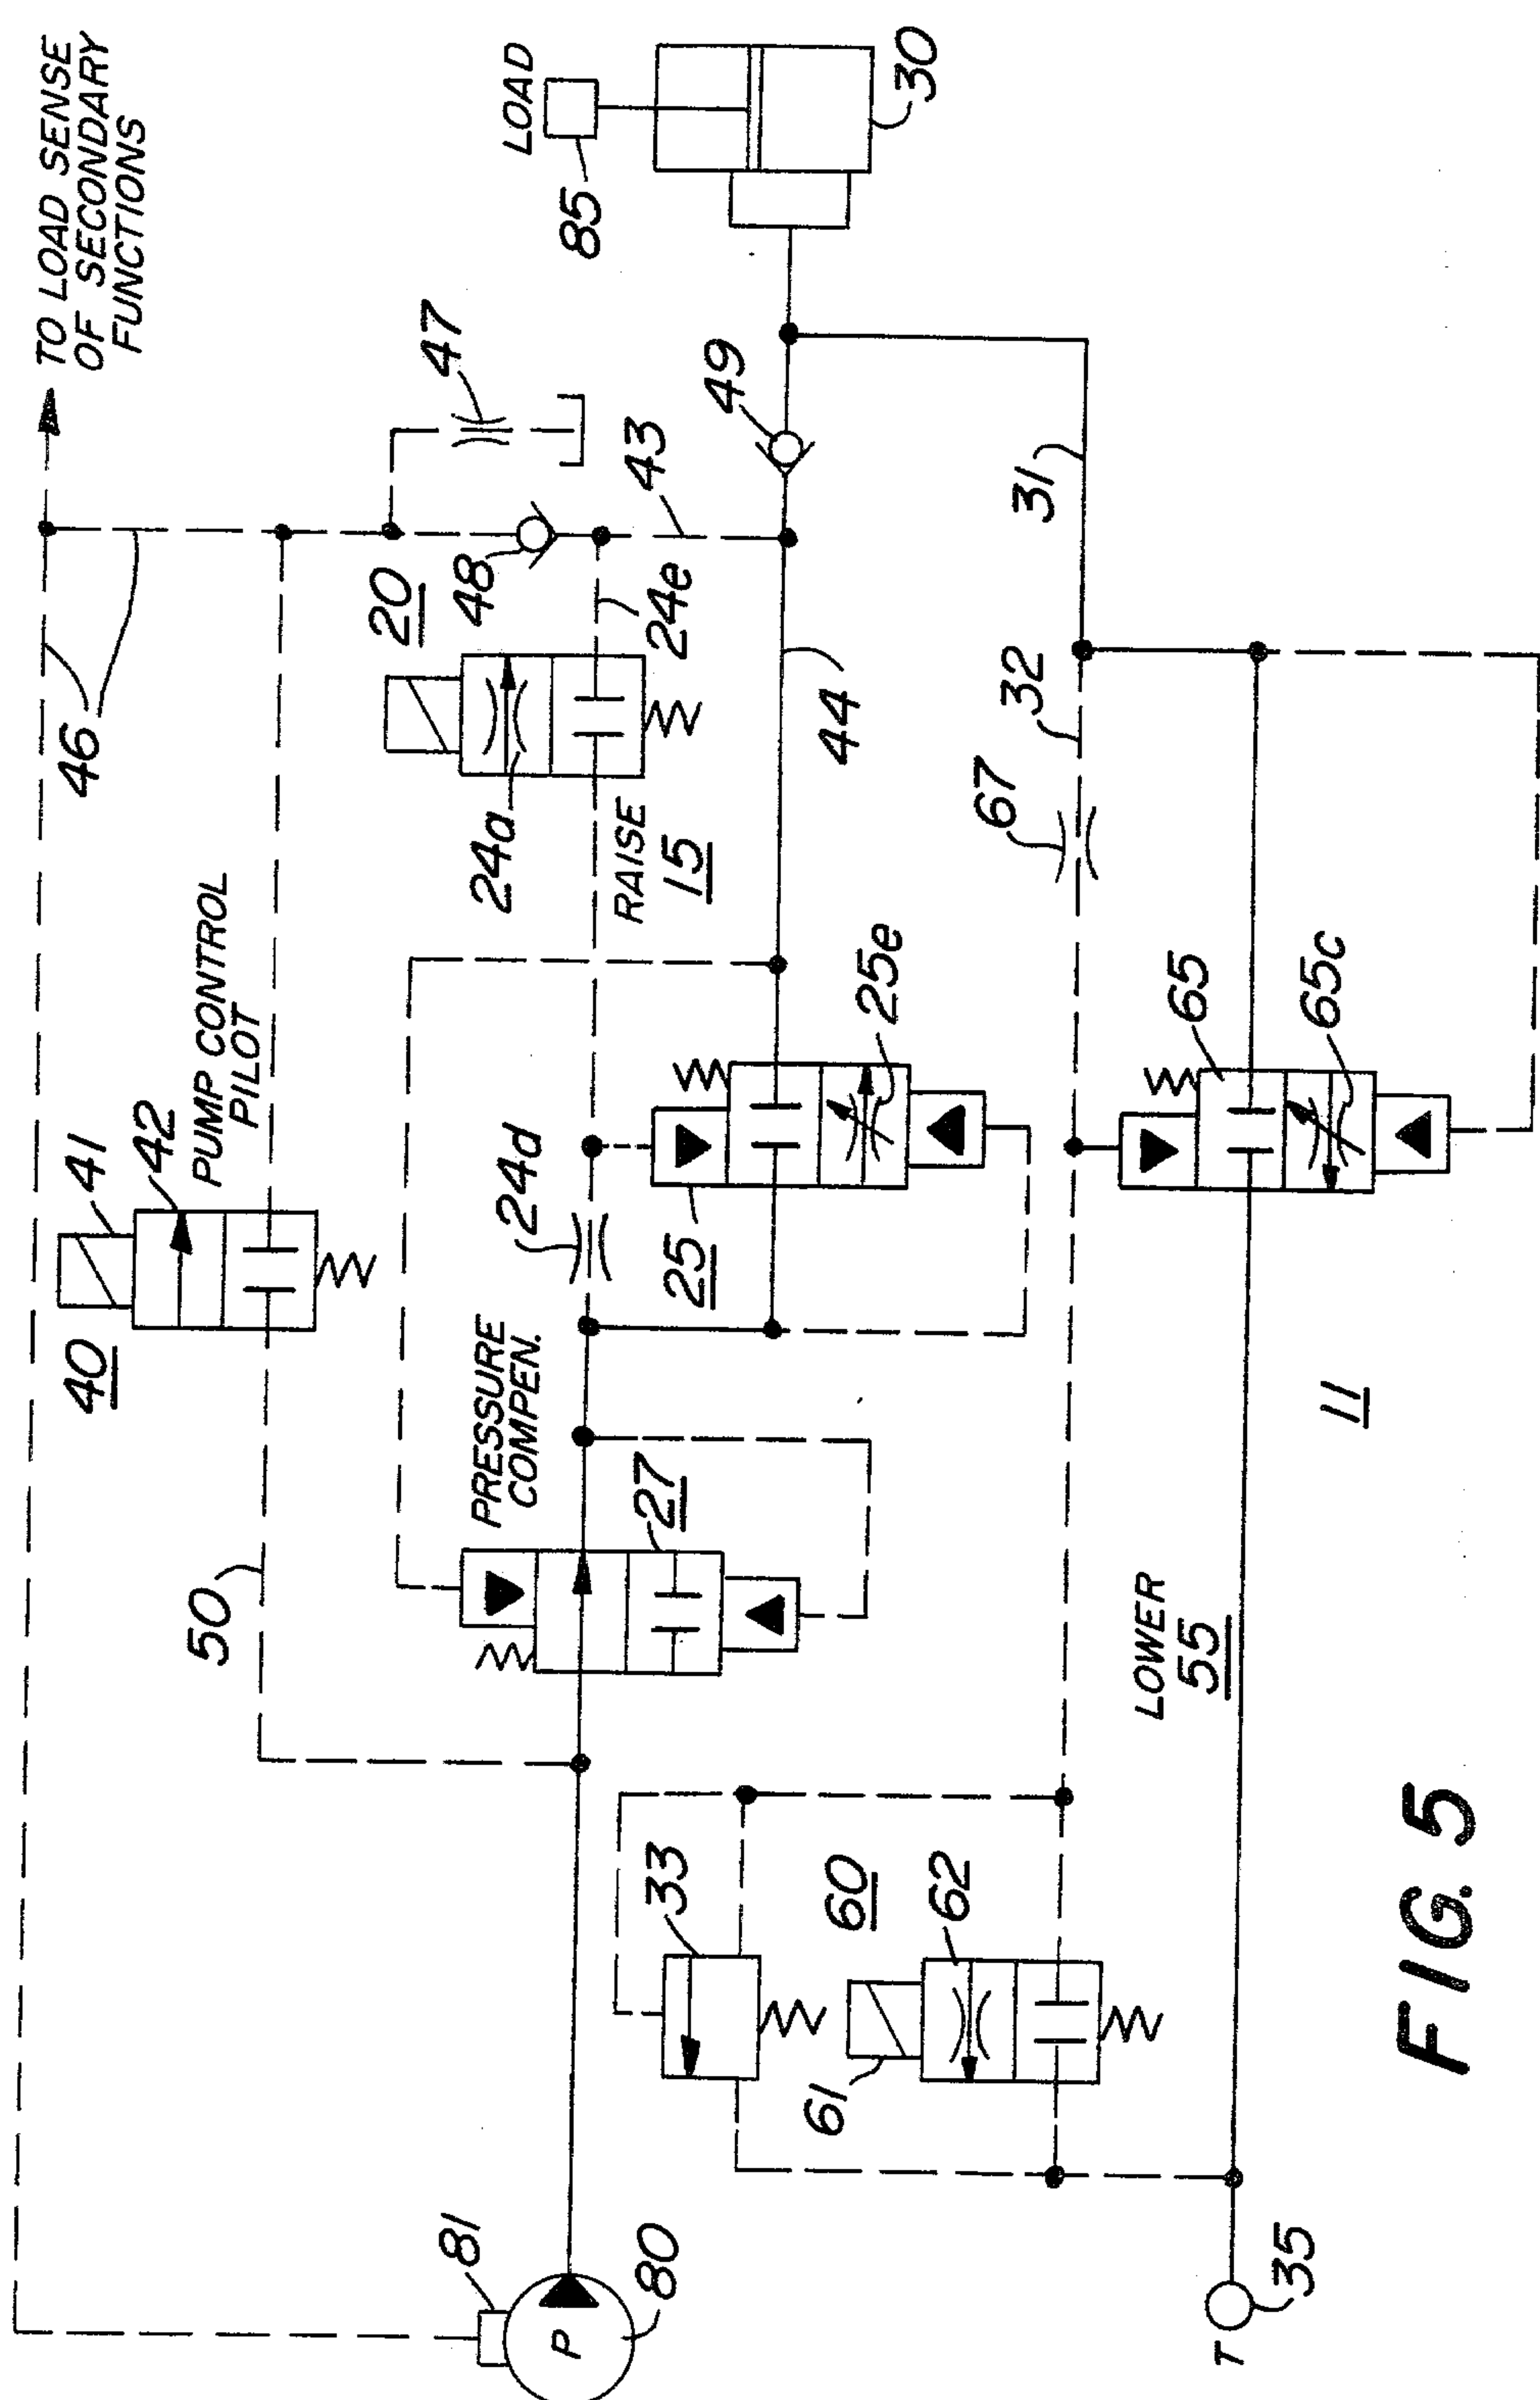 TO LOAD SENSE
OF SECONDARY
FUNCTIONS
46
40
41
42
PUMP CONTROL
PILOT
50
20
47
48
24a
24e
43
RAISE
15
LOAD
85
30
49
44
31
PRESSURE
COMPEN.
27
24d
25
25e
32
67
65
65c
81
P
80
33
60
62
61
LOWER
55
11
T
35
FIG. 5